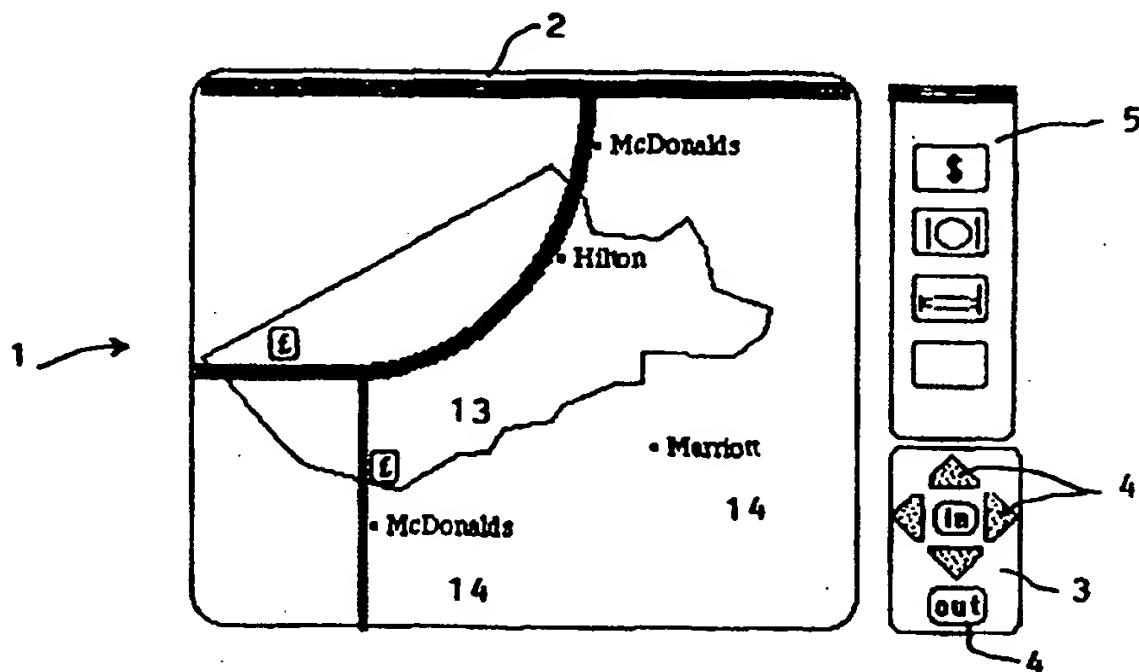 2
McDonalds
5
$
Hilton
1
£
13
£
Marriott
4
14
in
McDonalds
3
14
out
4